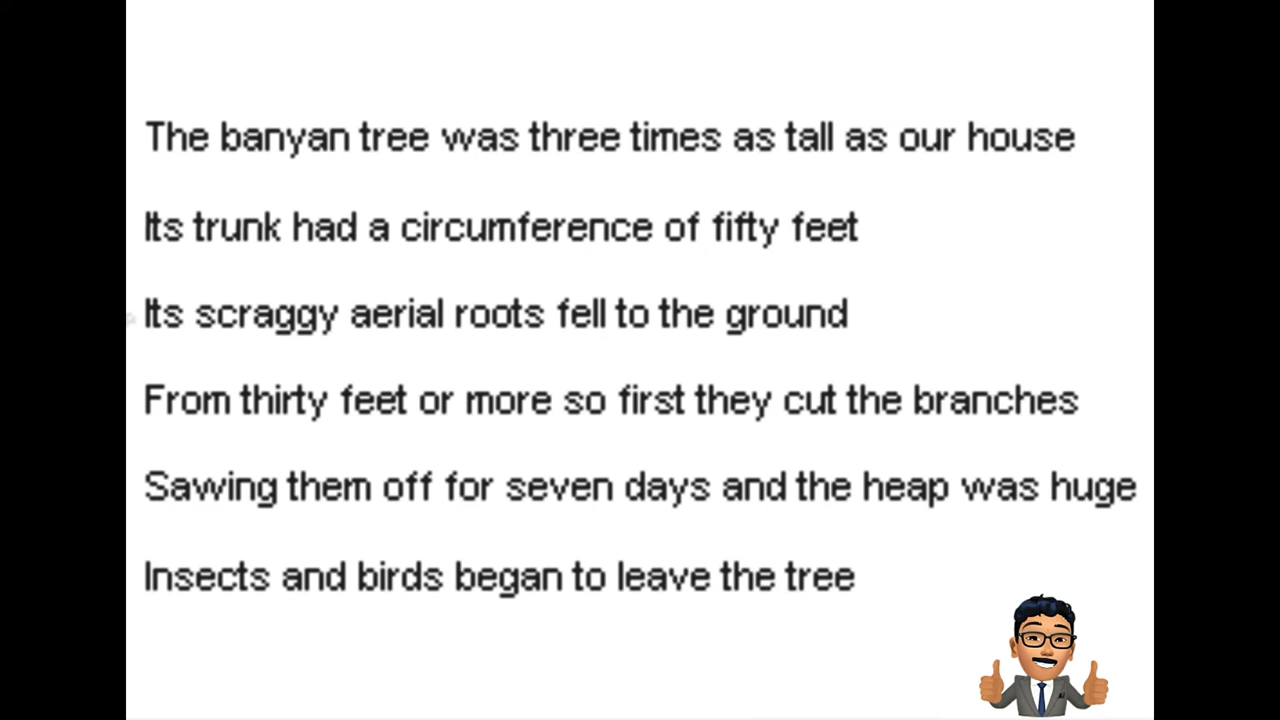 The banyan tree was three times as tall as our house
Its trunk had a circumference of fifty feet
Its scraggy aerial roots fell to the ground
From thirty feet or more so first they cut the branches
Sawing them off for seven days and the heap was huge
Insects and birds began to leave the tree